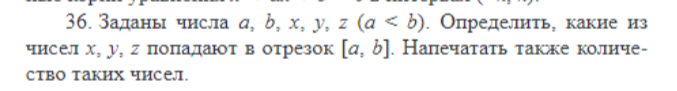 36. Заданы числа a, b, x, y, z (a < b). Определить, какие из
чисел x, y, z попадают в отрезок [a, b]. Напечатать также количе-
ство таких чисел.